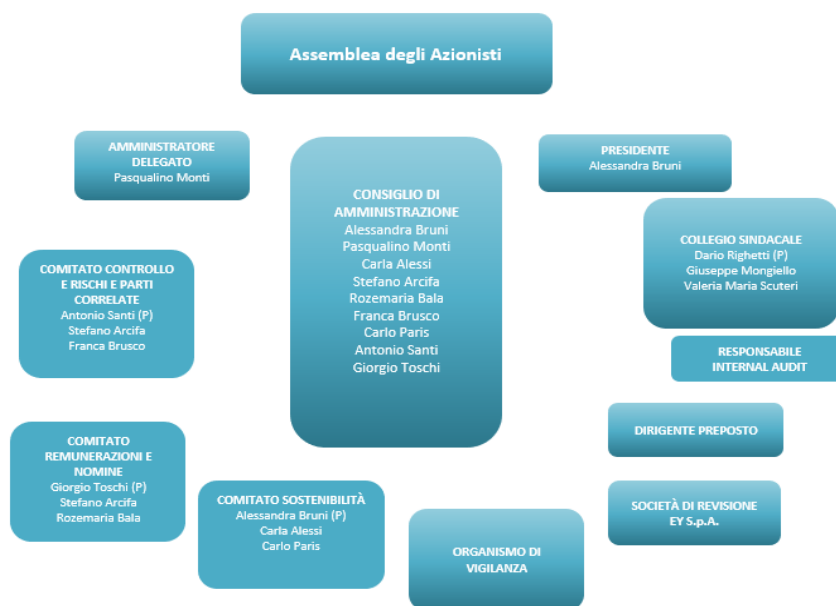 Assemblea degli Azionisti
AMMINISTRATORE
DELEGATO
Pasqualino Monti
PRESIDENTE
Alessandra Bruni
CONSIGLIO DI
AMMINISTRAZIONE
Alessandra Bruni
Pasqualino Monti
Carla Alessi
Stefano Arcifa
Rozemaria Bala
Franca Brusco
Carlo Paris
Antonio Santi
Giorgio Toschi
COLLEGIO SINDACALE
Dario Righetti (P)
Giuseppe Mongiello
Valeria Maria Scuteri
COMITATO CONTROLLO
E RISCHI E PARTI
CORRELATE
Antonio Santi (P)
Stefano Arcifa
Franca Brusco
RESPONSABILE
INTERNAL AUDIT
DIRIGENTE PREPOSTO
COMITATO
REMUNERAZIONI E
NOMINE
Giorgio Toschi (P)
Stefano Arcifa
Rozemaria Bala
COMITATO SOSTENIBILITÀ
Alessandra Bruni (P)
Carla Alessi
Carlo Paris
SOCIETÀ DI REVISIONE
EY S.p.A.
ORGANISMO DI
VIGILANZA